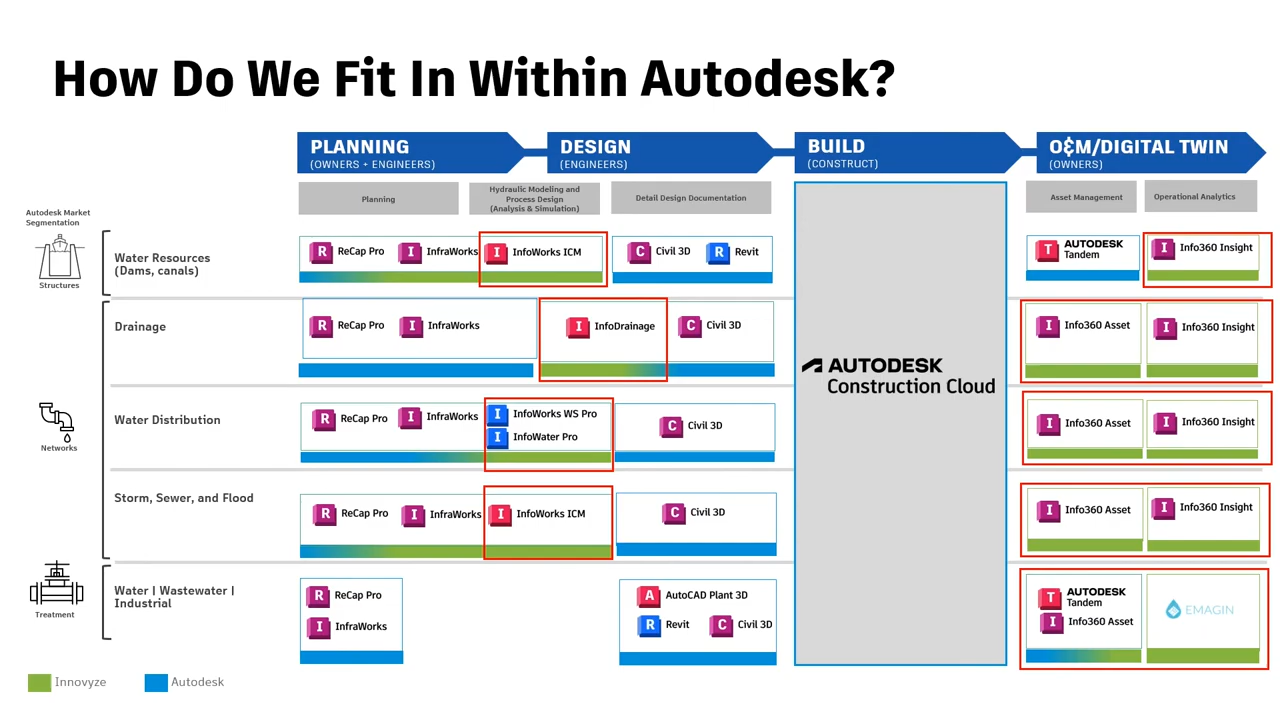 How Do We Fit In Within Autodesk?
PLANNING
(OWNERS + ENGINEERS)
DESIGN
(ENGINEERS)
BUILD
(CONSTRUCT)
O&M/DIGITAL TWIN
(OWNERS)
Planning
Hydraulic Modeling and
Process Design
(Analysis & Simulation)
Detail Design Documentation
Asset Management
Operational Analytics
Autodesk Market
Segmentation
Structures
Water Resources
(Dams, canals)
R ReCap Pro
I InfraWorks
I InfoWorks ICM
C Civil 3D
R Revit
T AUTODESK
Tandem
I Info360 Insight
Drainage
R ReCap Pro
I InfraWorks
I InfoDrainage
C Civil 3D
I Info360 Asset
I Info360 Insight
AUTODESK
Construction Cloud
Networks
Water Distribution
R ReCap Pro
I InfraWorks
I InfoWorks WS Pro
I InfoWater Pro
C Civil 3D
I Info360 Asset
I Info360 Insight
Storm, Sewer, and Flood
R ReCap Pro
I InfraWorks
I InfoWorks ICM
C Civil 3D
I Info360 Asset
I Info360 Insight
Treatment
Water | Wastewater |
Industrial
R ReCap Pro
I InfraWorks
A AutoCAD Plant 3D
R Revit
C Civil 3D
T AUTODESK
Tandem
I Info360 Asset
EMAGIN
Innovyze
Autodesk